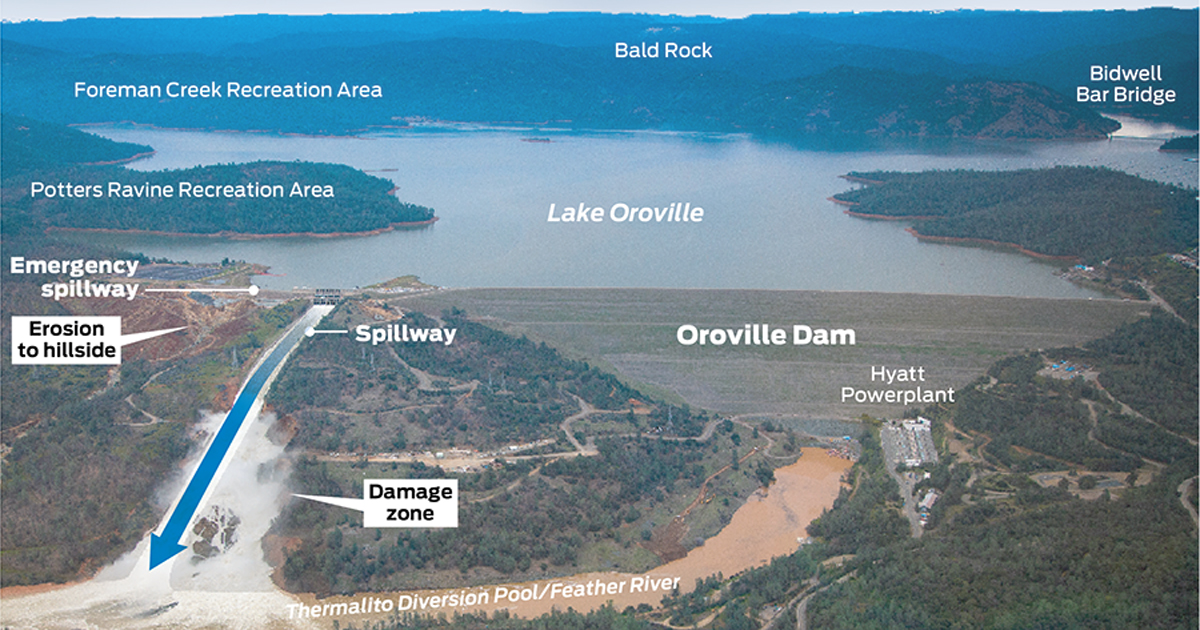 Bald Rock
Bidwell
Bar Bridge
Foreman Creek Recreation Area
Potters Ravine Recreation Area
Lake Oroville
Emergency
spillway
Erosion
to hillside
Spillway
Oroville Dam
Hyatt
Powerplant
Damage
zone
Thermalito Diversion Pool/Feather River